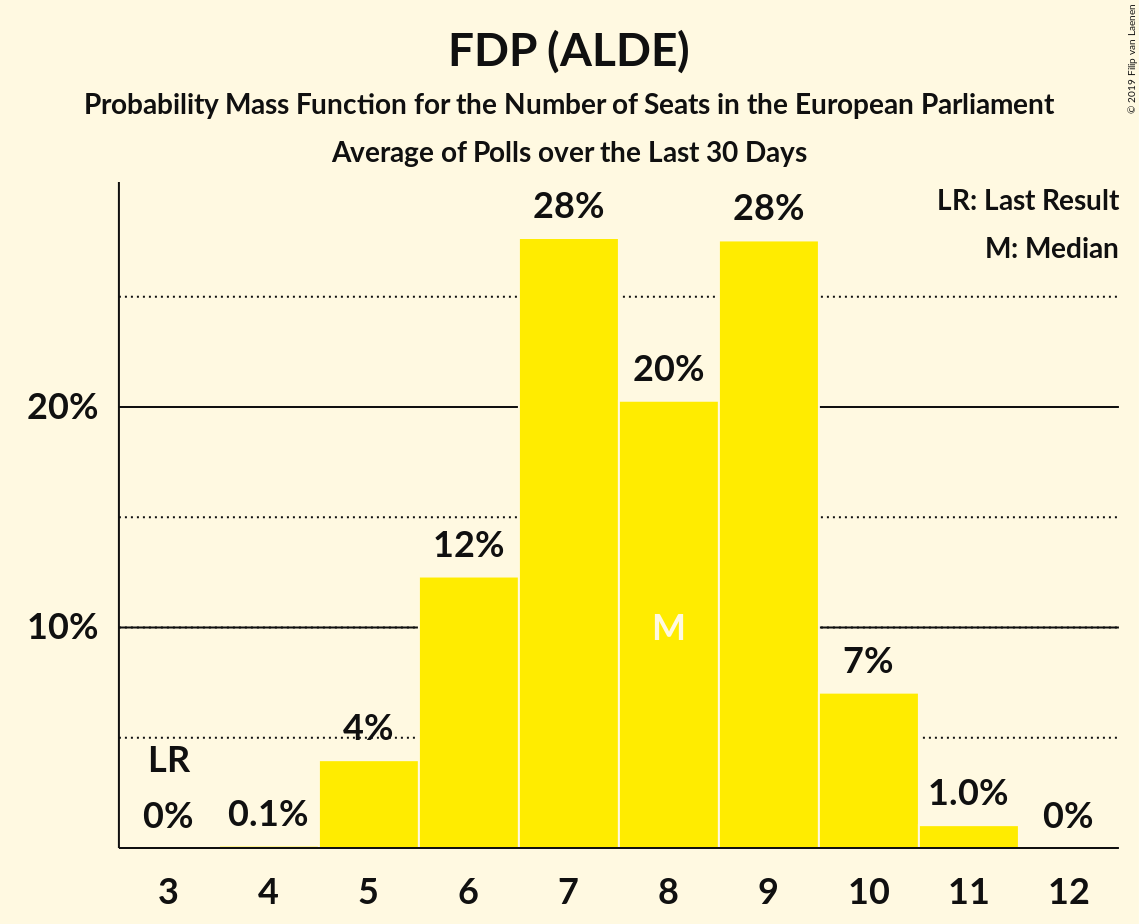 FDP (ALDE)
Probability Mass Function for the Number of Seats in the European Parliament
Average of Polls over the Last 30 Days
© 2019 Filip van Laenen
LR: Last Result
M: Median
28%
28%
20%
20%
12%
10%
M
7%
4%
LR
0%
0.1%
1.0%
0%
3 4 5 6 7 8 9 10 11 12